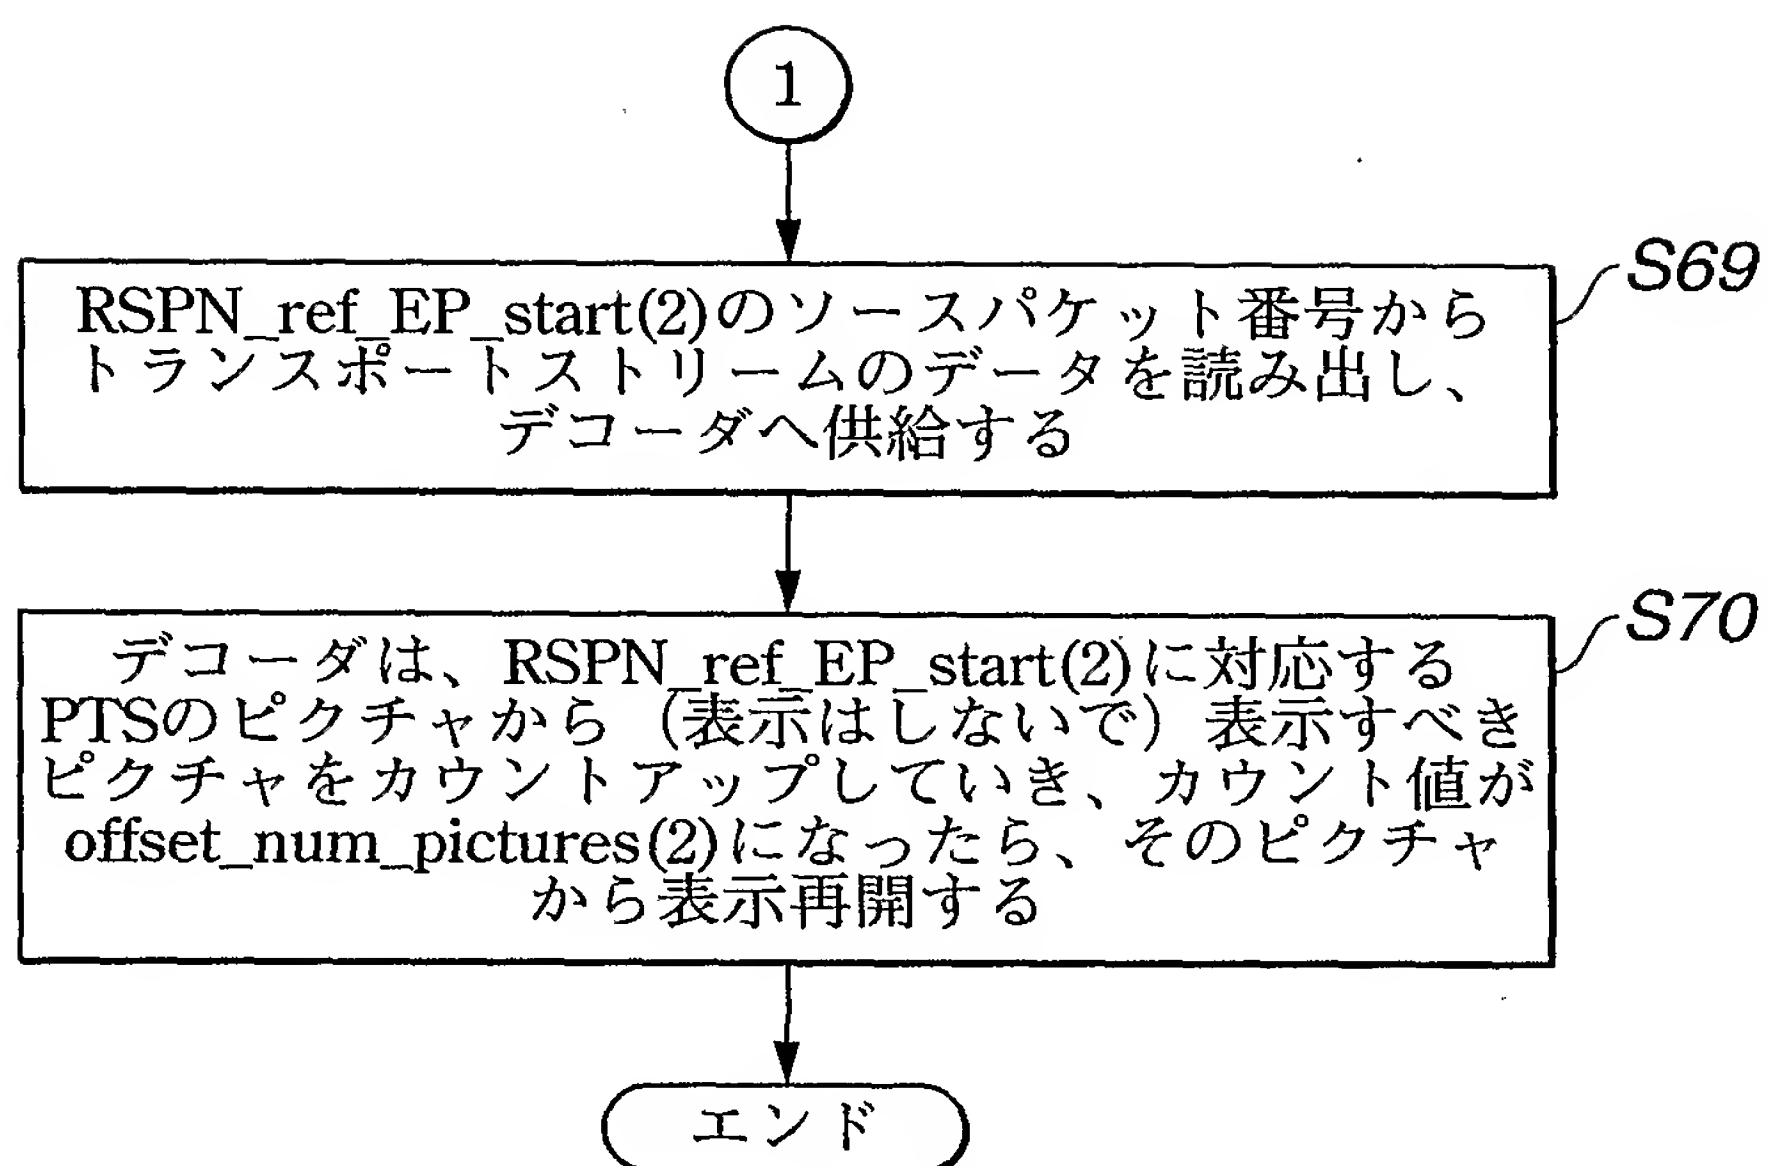 1
S69
RSPN_ref_EP_start(2)のソースパケット番号から
トランスポートストリームのデータを読み出し、
デコーダへ供給する
S70
デコーダは、RSPN_ref_EP_start(2)に対応する
PTSのピクチャから（表示はしないで）表示すべき
ピクチャをカウントアップしていき、カウント値が
offset_num_pictures(2)になったら、そのピクチャ
から表示再開する
エンド